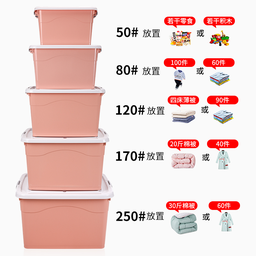 若干零食 若干积木
50# 放置 或
100件 60件
80# 放置 或
四床薄被 90件
120# 放置 或
20斤棉被 40件
170# 放置 或
30斤棉被 60件
250# 放置 或